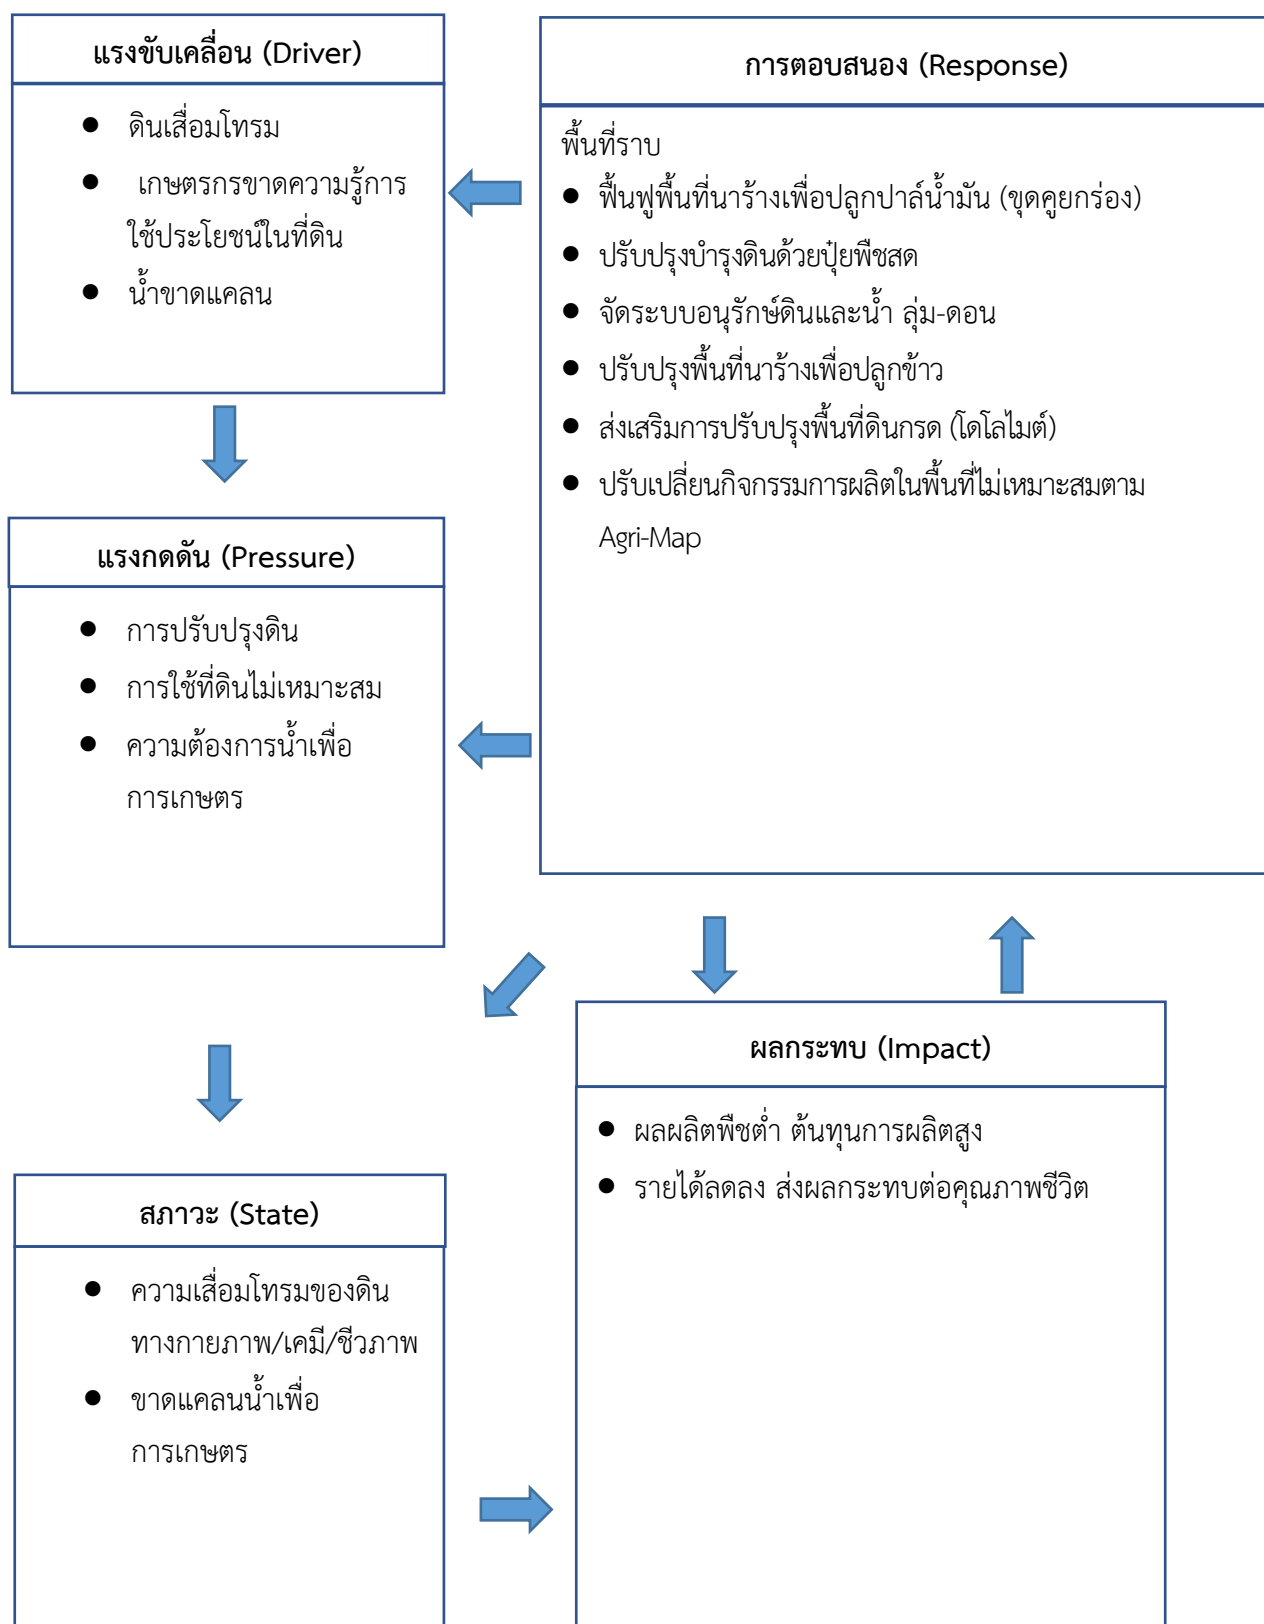 แรงขับเคลื่อน (Driver)
● ดินเสื่อมโทรม
● เกษตรกรขาดความรู้การ
ใช้ประโยชน์ในที่ดิน
● น้ำขาดแคลน
การตอบสนอง (Response)
พื้นที่ราบ
● ฟื้นฟูพื้นที่นาร้างเพื่อปลูกปาล์น้ำมัน (ขุดคูยกร่อง)
● ปรับปรุงบำรุงดินด้วยปุ๋ยพืชสด
● จัดระบบอนุรักษ์ดินและน้ำ ลุ่ม-ดอน
● ปรับปรุงพื้นที่นาร้างเพื่อปลูกข้าว
● ส่งเสริมการปรับปรุงพื้นที่ดินกรด (โดโลไมต์)
● ปรับเปลี่ยนกิจกรรมการผลิตในพื้นที่ไม่เหมาะสมตาม
Agri-Map
แรงกดดัน (Pressure)
● การปรับปรุงดิน
● การใช้ที่ดินไม่เหมาะสม
● ความต้องการน้ำเพื่อ
การเกษตร
สภาวะ (State)
● ความเสื่อมโทรมของดิน
ทางกายภาพ/เคมี/ชีวภาพ
● ขาดแคลนน้ำเพื่อ
การเกษตร
ผลกระทบ (Impact)
● ผลผลิตพืชต่ำ ต้นทุนการผลิตสูง
● รายได้ลดลง ส่งผลกระทบต่อคุณภาพชีวิต